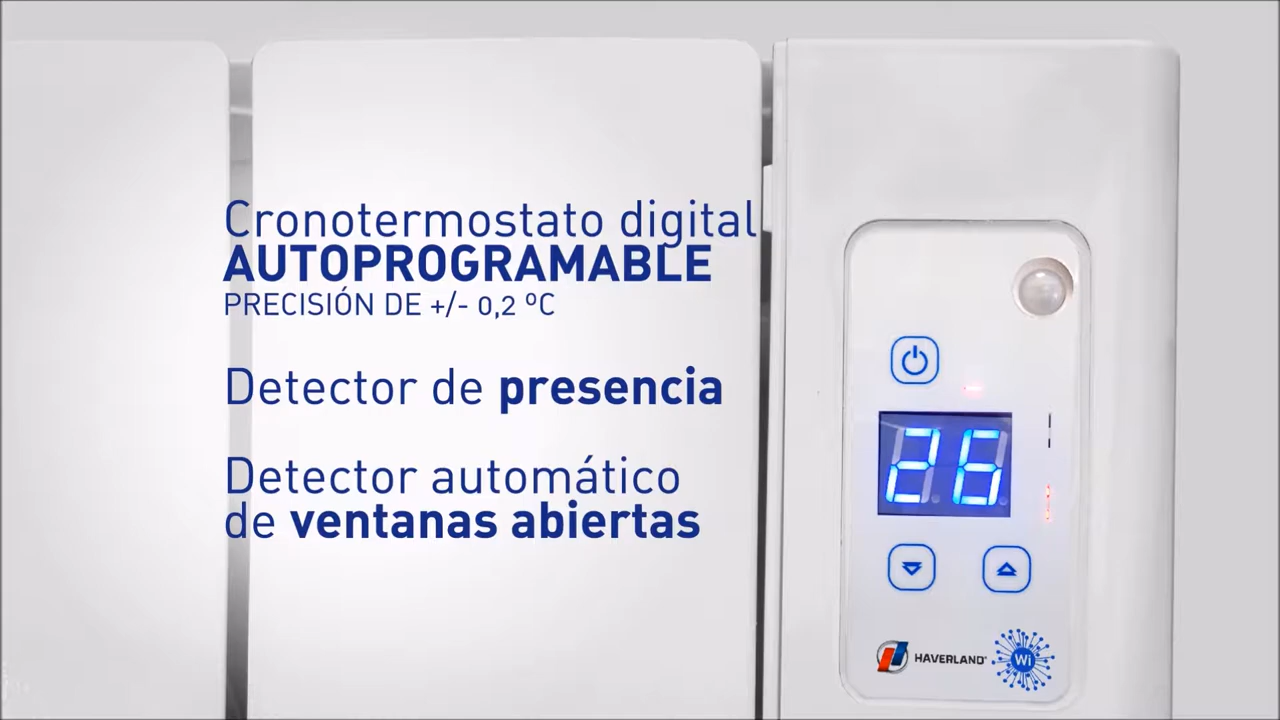 Cronotermostato digital
AUTOPROGRAMABLE
PRECISIÓN DE +/- 0,2 ºC
Detector de presencia
Detector automático
de ventanas abiertas
26
HAVERLAND®
Wi